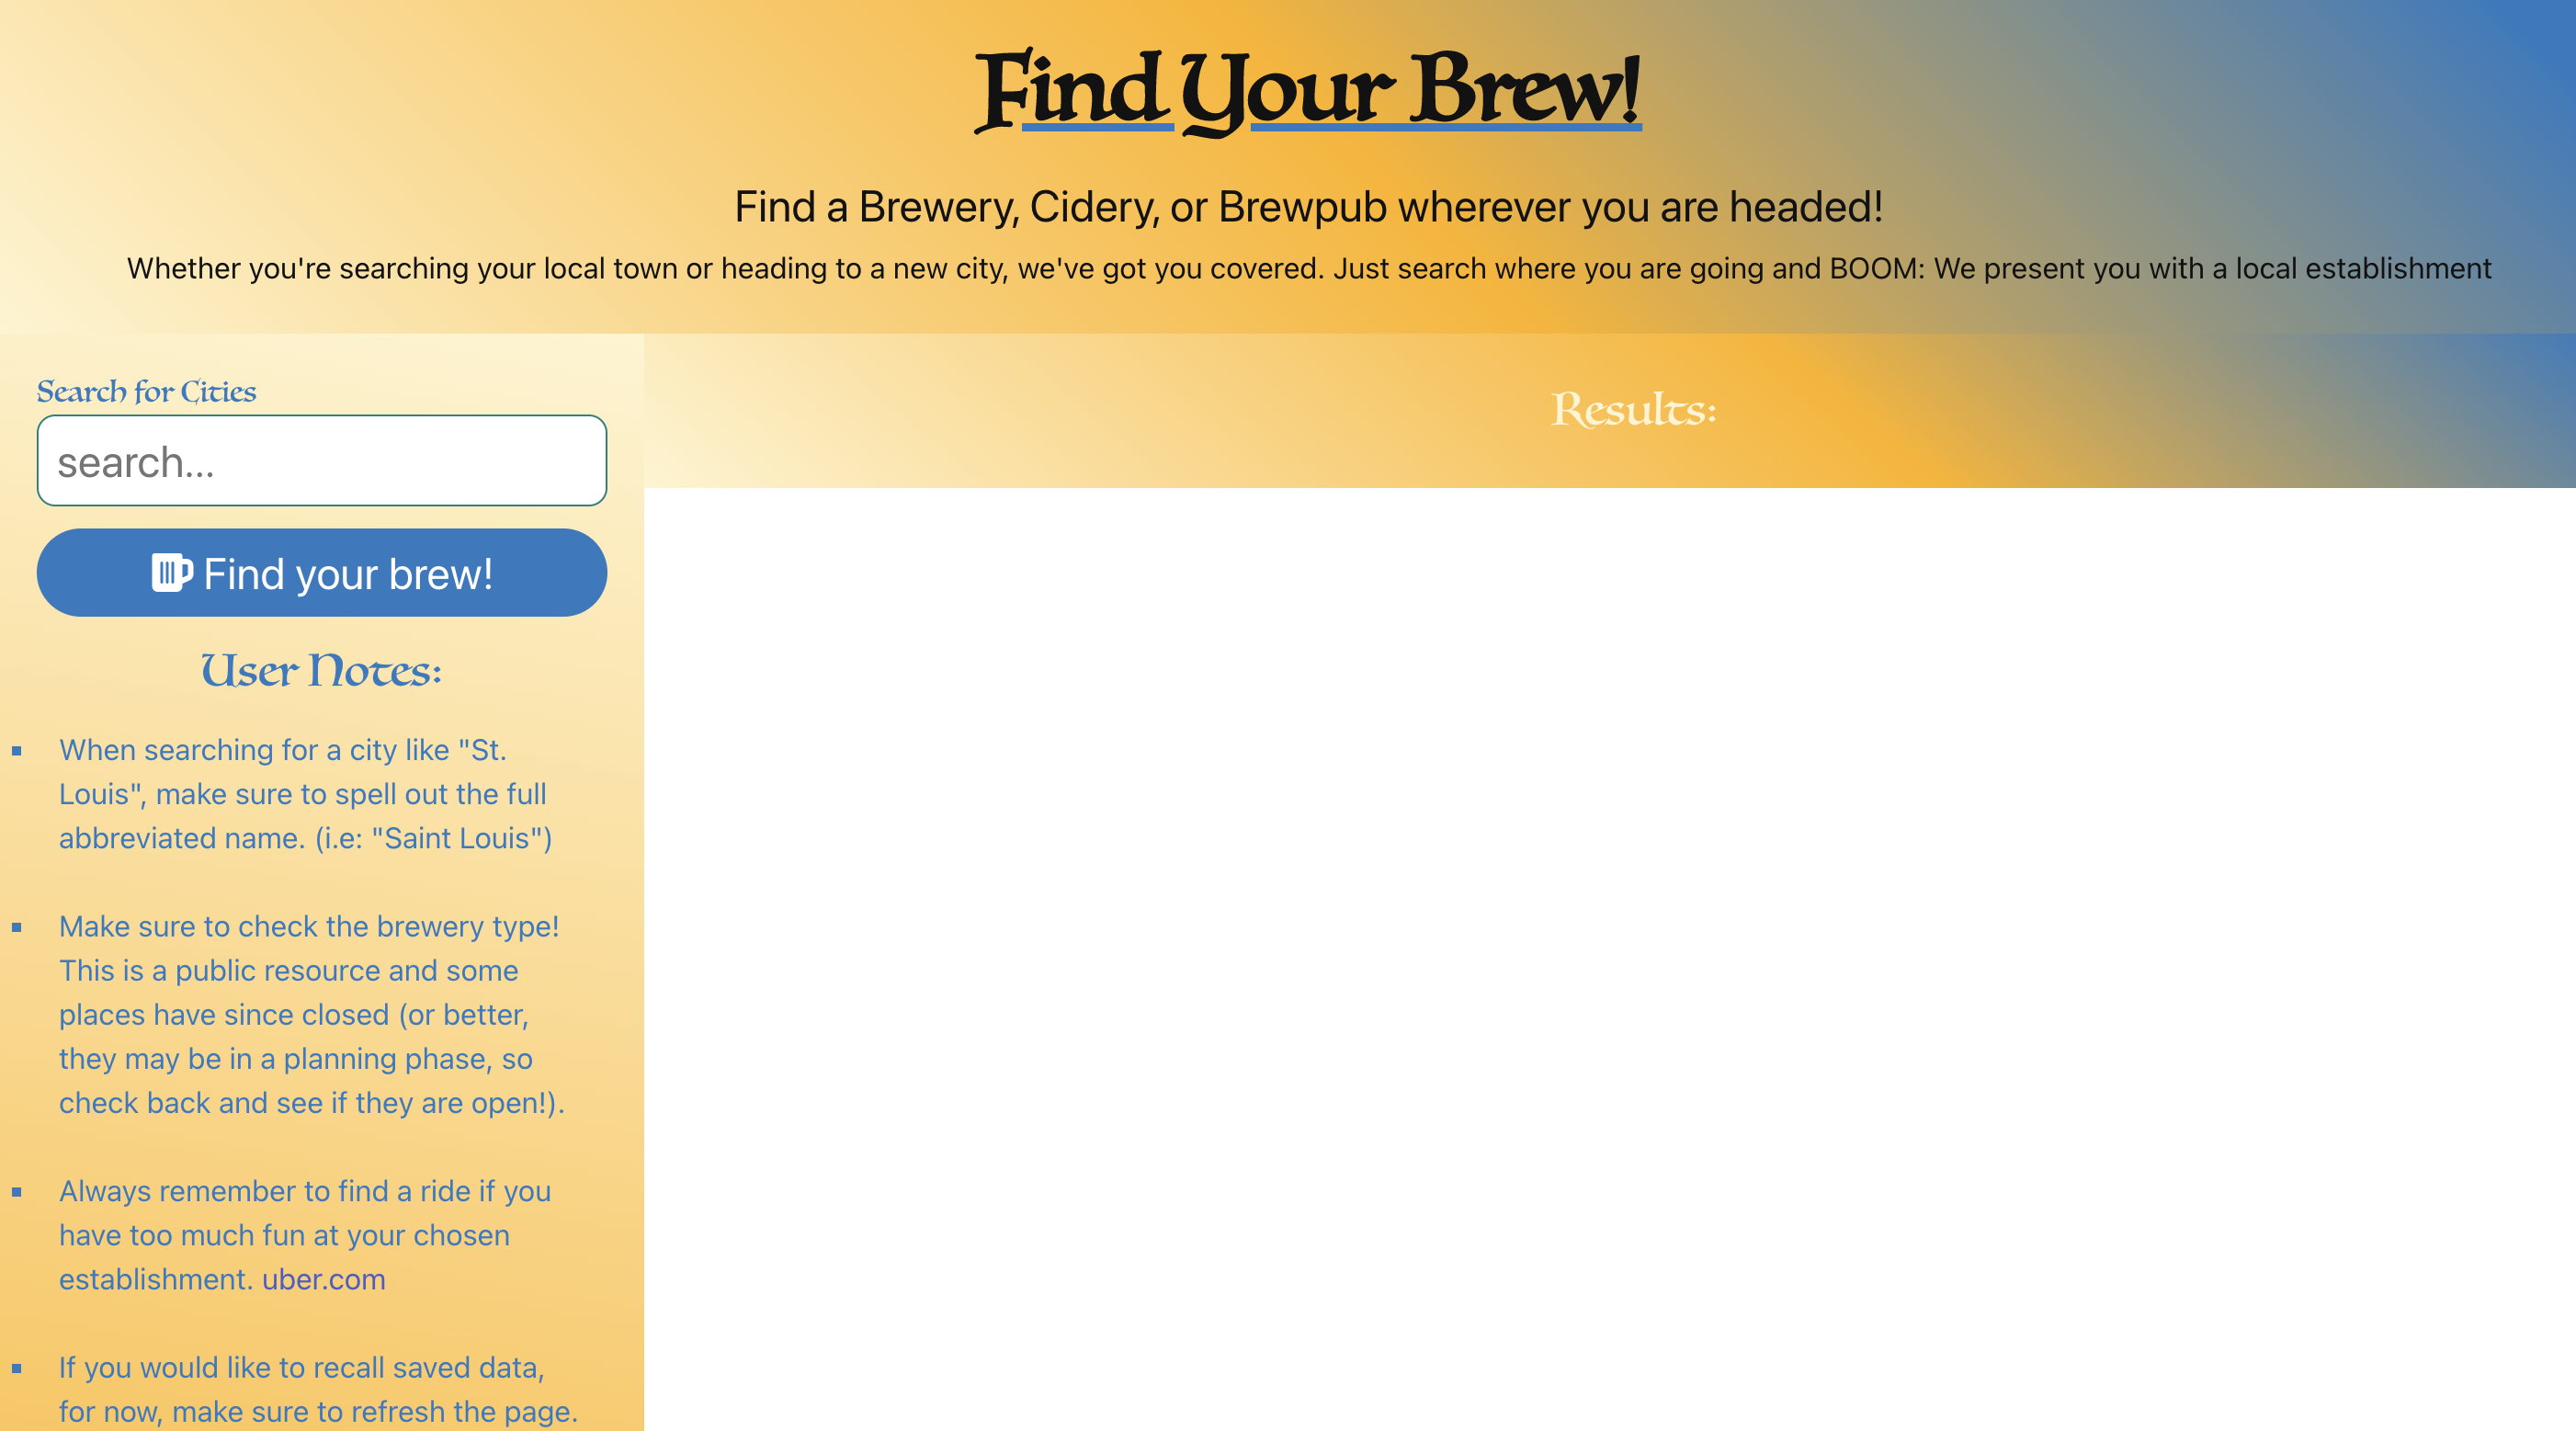 Find Your Brew!
Find a Brewery, Cidery, or Brewpub wherever you are headed!
Whether you're searching your local town or heading to a new city, we've got you covered. Just search where you are going and BOOM: We present you with a local establishment
Search for Cities
search...
Find your brew!
User Notes:
When searching for a city like "St.
Louis", make sure to spell out the full
abbreviated name. (i.e: "Saint Louis")
Make sure to check the brewery type!
This is a public resource and some
places have since closed (or better,
they may be in a planning phase, so
check back and see if they are open!).
Always remember to find a ride if you
have too much fun at your chosen
establishment. uber.com
If you would like to recall saved data,
for now, make sure to refresh the page.
Results: